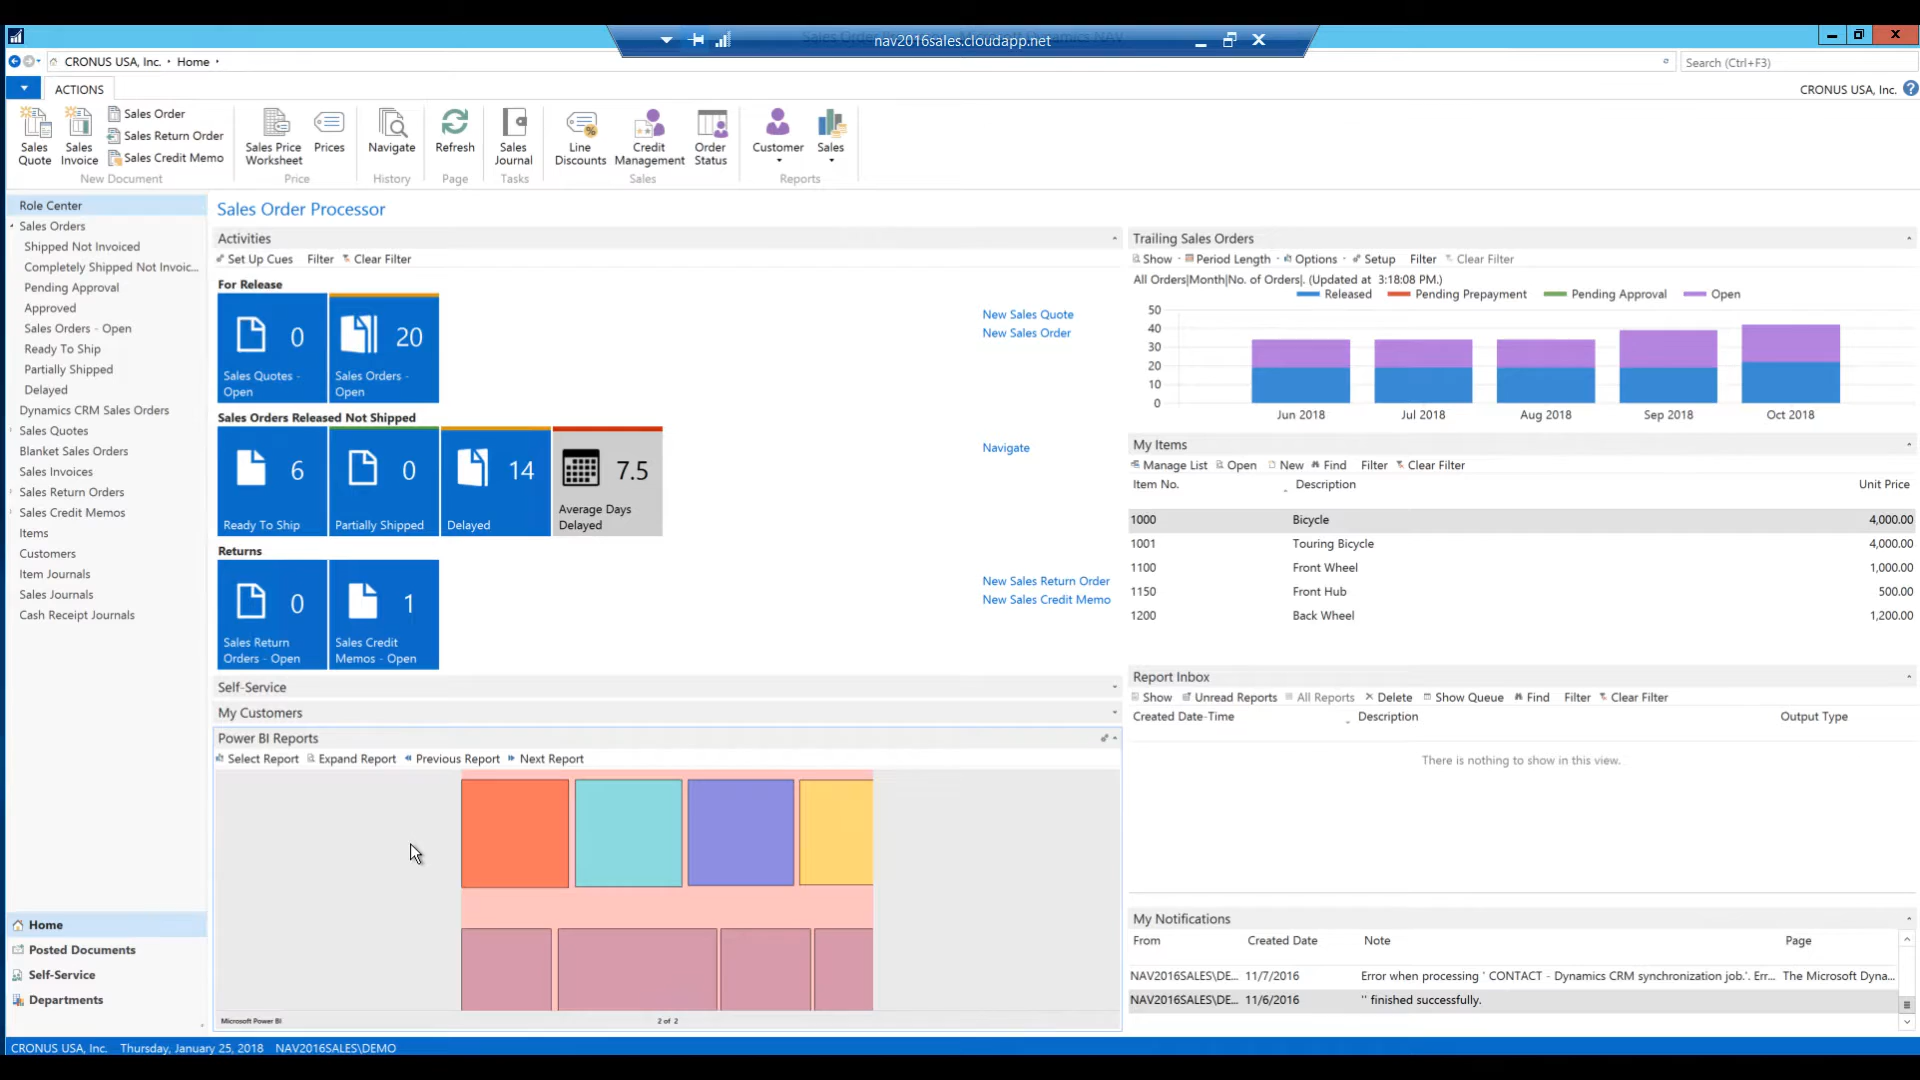 nav2016sales.cloudapp.net
CRONUS USA, Inc. • Home •
Search (Ctrl+F3)
ACTIONS
CRONUS USA, Inc.
Sales Quote
Sales Invoice
Sales Order
Sales Return Order
Sales Credit Memo
New Document
Sales Price Worksheet
Prices
Price
Navigate
History
Refresh
Page
Sales Journal
Tasks
Line Discounts
Credit Management
Order Status
Sales
Customer
Sales
Reports
Role Center
Sales Orders
Shipped Not Invoiced
Completely Shipped Not Invoic...
Pending Approval
Approved
Sales Orders - Open
Ready To Ship
Partially Shipped
Delayed
Dynamics CRM Sales Orders
Sales Quotes
Blanket Sales Orders
Sales Invoices
Sales Return Orders
Sales Credit Memos
Items
Customers
Item Journals
Sales Journals
Cash Receipt Journals
Home
Posted Documents
Self-Service
Departments
Sales Order Processor
Activities
Set Up Cues Filter Clear Filter
For Release
0
Sales Quotes - Open
20
Sales Orders - Open
New Sales Quote
New Sales Order
Sales Orders Released Not Shipped
6
Ready To Ship
0
Partially Shipped
14
Delayed
7.5
Average Days Delayed
Navigate
Returns
0
Sales Return Orders - Open
1
Sales Credit Memos - Open
New Sales Return Order
New Sales Credit Memo
Self-Service
My Customers
Power BI Reports
Select Report Expand Report Previous Report Next Report
Microsoft Power BI
2 of 2
Trailing Sales Orders
Show Period Length Options Setup Filter Clear Filter
All Orders|Month|No. of Orders|. (Updated at 3:18:08 PM.)
Released Pending Prepayment Pending Approval Open
50
40
30
20
10
0
Jun 2018 Jul 2018 Aug 2018 Sep 2018 Oct 2018
My Items
Manage List Open New Find Filter Clear Filter
Item No. Description Unit Price
1000 Bicycle 4,000.00
1001 Touring Bicycle 4,000.00
1100 Front Wheel 1,000.00
1150 Front Hub 500.00
1200 Back Wheel 1,200.00
Report Inbox
Show Unread Reports All Reports Delete Show Queue Find Filter Clear Filter
Created Date-Time Description Output Type
There is nothing to show in this view.
My Notifications
From Created Date Note Page
NAV2016SALES\DE... 11/7/2016 Error when processing ' CONTACT - Dynamics CRM synchronization job.'. Err... The Microsoft Dyna...
NAV2016SALES\DE... 11/6/2016 '' finished successfully.
CRONUS USA, Inc. Thursday, January 25, 2018 NAV2016SALES\DEMO